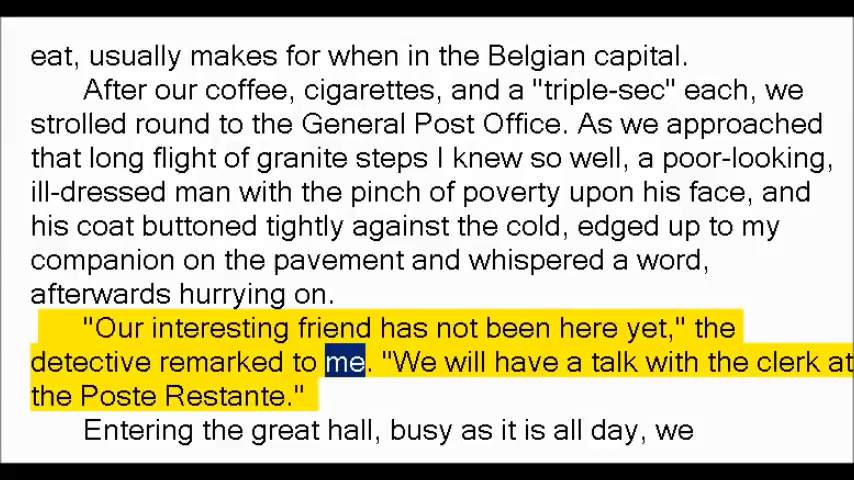 eat, usually makes for when in the Belgian capital.
After our coffee, cigarettes, and a "triple-sec" each, we
strolled round to the General Post Office. As we approached
that long flight of granite steps I knew so well, a poor-looking,
ill-dressed man with the pinch of poverty upon his face, and
his coat buttoned tightly against the cold, edged up to my
companion on the pavement and whispered a word,
afterwards hurrying on.
"Our interesting friend has not been here yet," the
detective remarked to me. "We will have a talk with the clerk at
the Poste Restante."
Entering the great hall, busy as it is all day, we